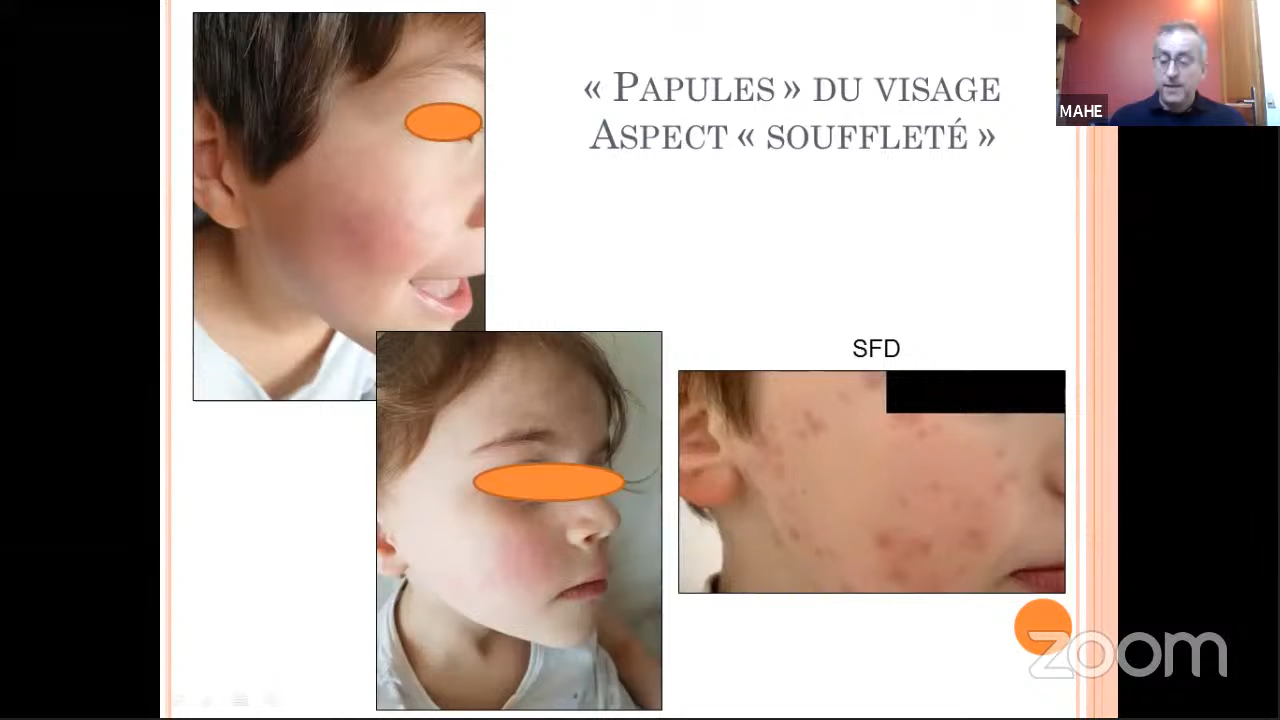 « PAPULES » DU VISAGE
ASPECT « SOUFFLETÉ »
MAHE
SFD
zoom